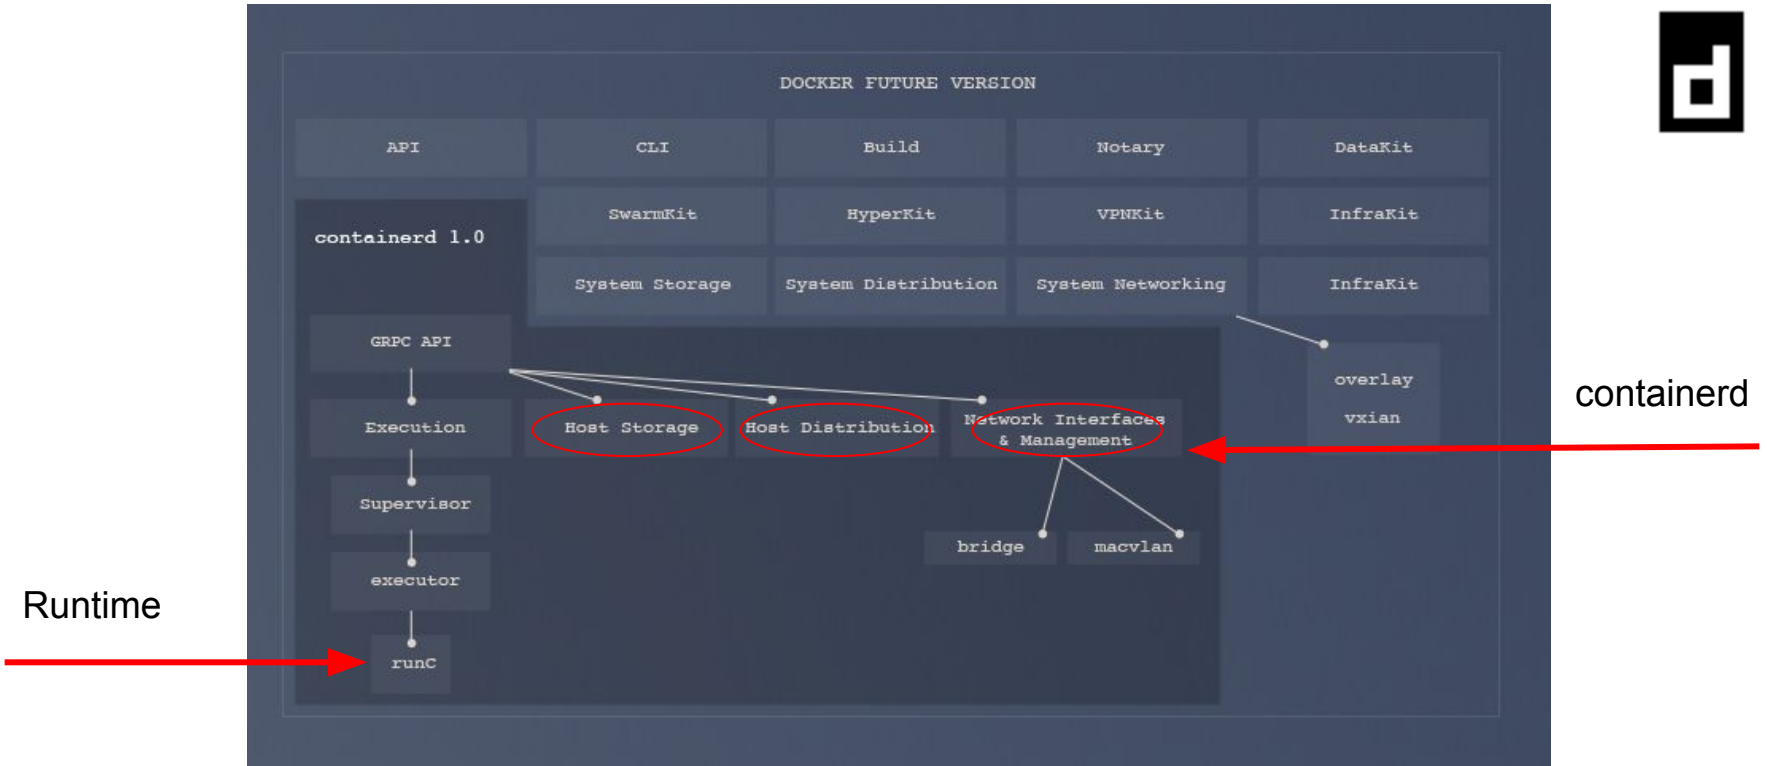 DOCKER FUTURE VERSION
API
CLI
Build
Notary
DataKit
SwarmKit
HyperKit
VPNKit
InfraKit
containerd 1.0
System Storage
System Distribution
System Networking
InfraKit
GRPC API
overlay
vxian
containerd
Execution
Host Storage
Host Distribution
Network Interfaces
& Management
Supervisor
bridge
macvlan
executor
Runtime
runC
d